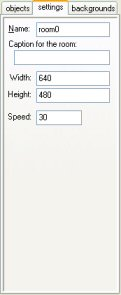 objects settings backgrounds
Name: room0
Caption for the room:
Width: 640
Height: 480
Speed: 30